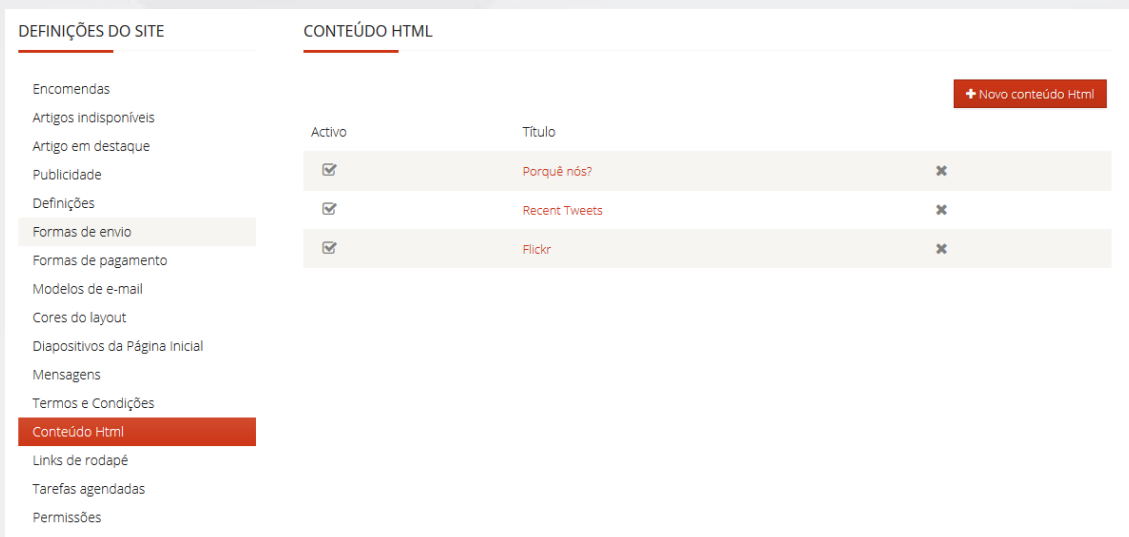 DEFINIÇÕES DO SITE
Encomendas
Artigos indisponíveis
Artigo em destaque
Publicidade
Definições
Formas de envio
Formas de pagamento
Modelos de e-mail
Cores do layout
Diapositivos da Página Inicial
Mensagens
Termos e Condições
Conteúdo Html
Links de rodapé
Tarefas agendadas
Permissões
CONTEÚDO HTML
Novo conteúdo Html
Activo Título
Porquê nós?
Recent Tweets
Flickr